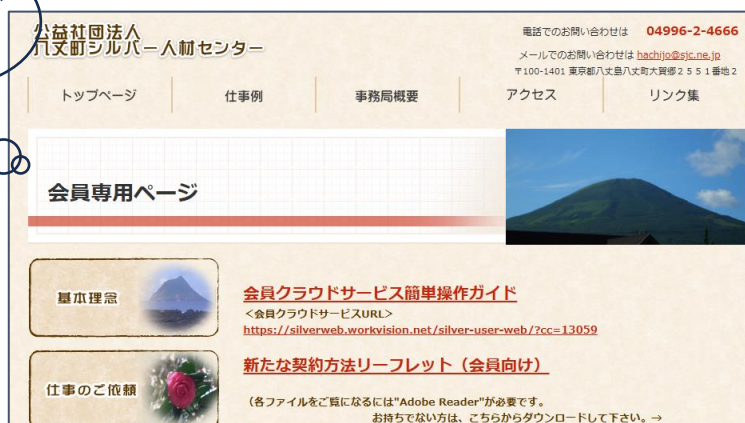 公益社団法人
八丈町シルバー人材センター
電話でのお問い合わせは 04996-2-4666
メールでのお問い合わせは hachijo@sjc.ne.jp
〒100-1401 東京都八丈島八丈町大賀郷2551番地2
トップページ 仕事例 事務局概要 アクセス リンク集
会員専用ページ
基本理念
会員クラウドサービス簡単操作ガイド
<会員クラウドサービスURL>
https://silverweb.workvision.net/silver-user-web/?cc=13059
仕事のご依頼
新たな契約方法リーフレット（会員向け）
（各ファイルをご覧になるには"Adobe Reader"が必要です。
お持ちでない方は、こちらからダウンロードして下さい。→